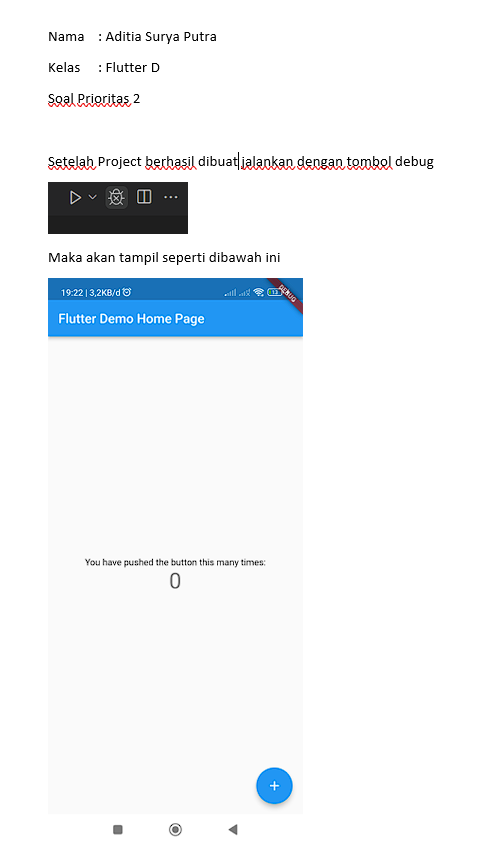 Nama : Aditia Surya Putra
Kelas : Flutter D
Soal Prioritas 2
Setelah Project berhasil dibuat jalankan dengan tombol debug
Maka akan tampil seperti dibawah ini
19:22 | 3,2KB/d
DEBUG
Flutter Demo Home Page
You have pushed the button this many times:
0